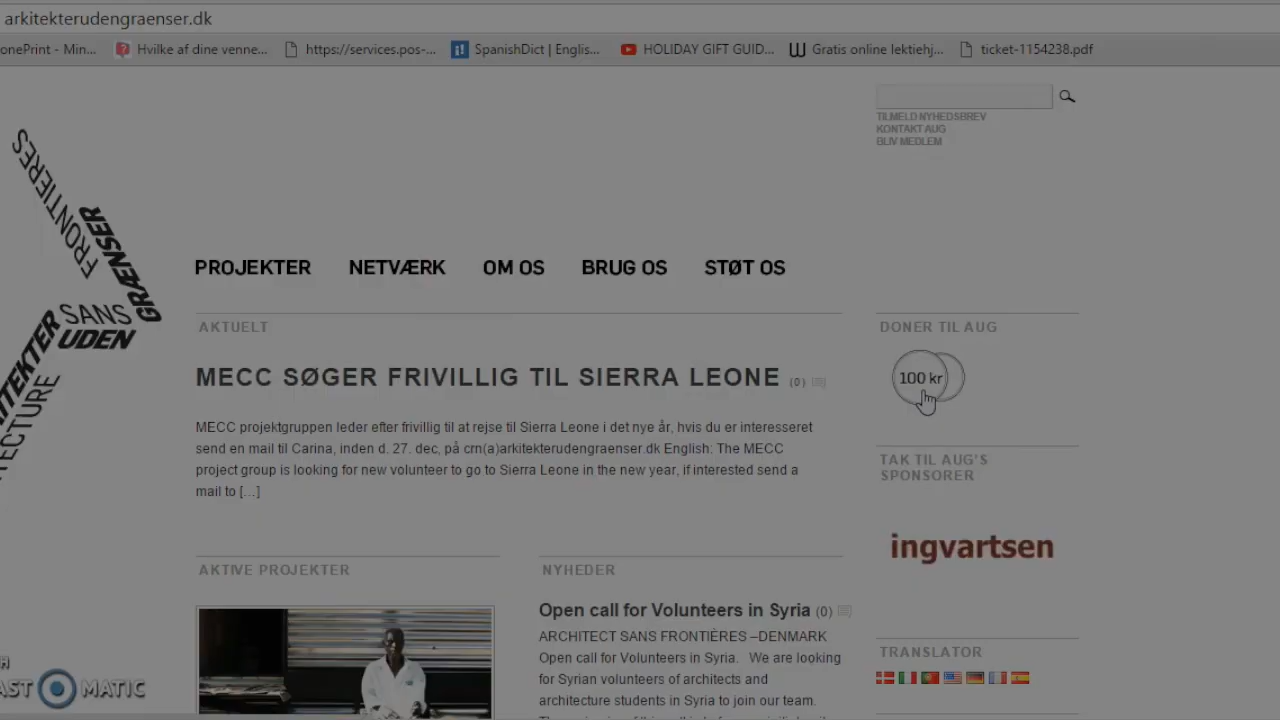 arkitekterudengraenser.dk
onePrint - Min... Hvilke af dine venne... https://services.pos-... SpanishDict | Englis... HOLIDAY GIFT GUID... Gratis online lektiehj... ticket-1154238.pdf
TILMELD NYHEDSBREV
KONTAKT AUG
BLIV MEDLEM
FRONTIERES
GRÆNSER
SANS
UDEN
ITEKTER
TECTURE
PROJEKTER NETVÆRK OM OS BRUG OS STØT OS
AKTUELT
MECC SØGER FRIVILLIG TIL SIERRA LEONE (0)
MECC projektgruppen leder efter frivillig til at rejse til Sierra Leone i det nye år, hvis du er interesseret
send en mail til Carina, inden d. 27. dec, på crn(a)arkitekterudengraenser.dk English: The MECC
project group is looking for new volunteer to go to Sierra Leone in the new year, if interested send a
mail to [...]
DONER TIL AUG
100 kr
TAK TIL AUG'S
SPONSORER
ingvartsen
AKTIVE PROJEKTER
NYHEDER
Open call for Volunteers in Syria (0)
ARCHITECT SANS FRONTIÈRES –DENMARK
Open call for Volunteers in Syria. We are looking
for Syrian volunteers of architects and
architecture students in Syria to join our team.
TRANSLATOR
AST MATIC